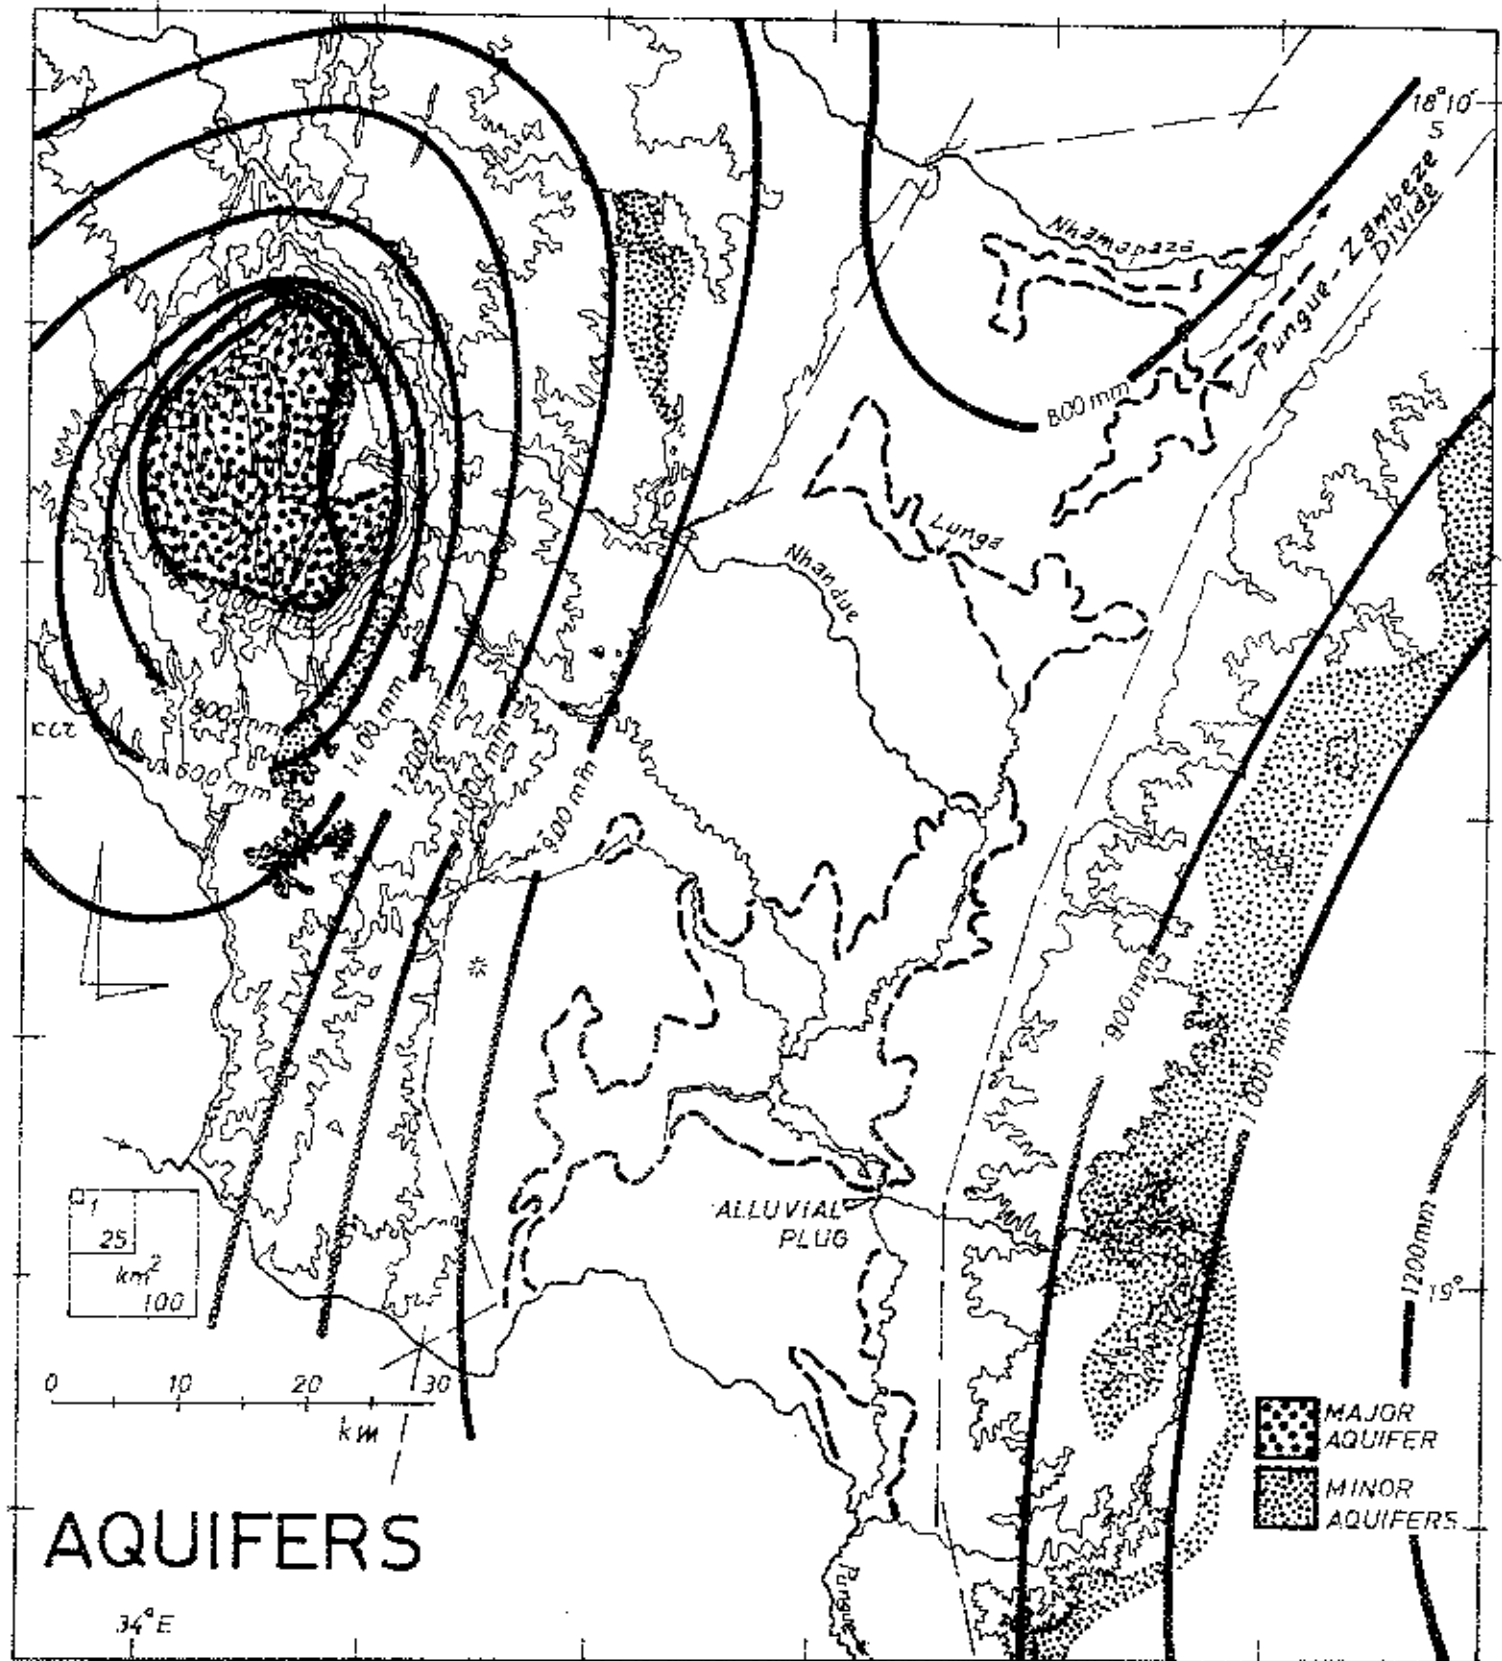 18°10'
S
Nhamapaza
Pungue - Zambeze
Divide
800 mm
Lunga
Nhandue
800 mm
600 mm
1400 mm
1200 mm
1000 mm
900 mm
900 mm
1000 mm
1200 mm
19°
ALLUVIAL
PLUG
1
25
km²
100
0 10 20 30
km
MAJOR
AQUIFER
MINOR
AQUIFERS
AQUIFERS
34°E
Pungue